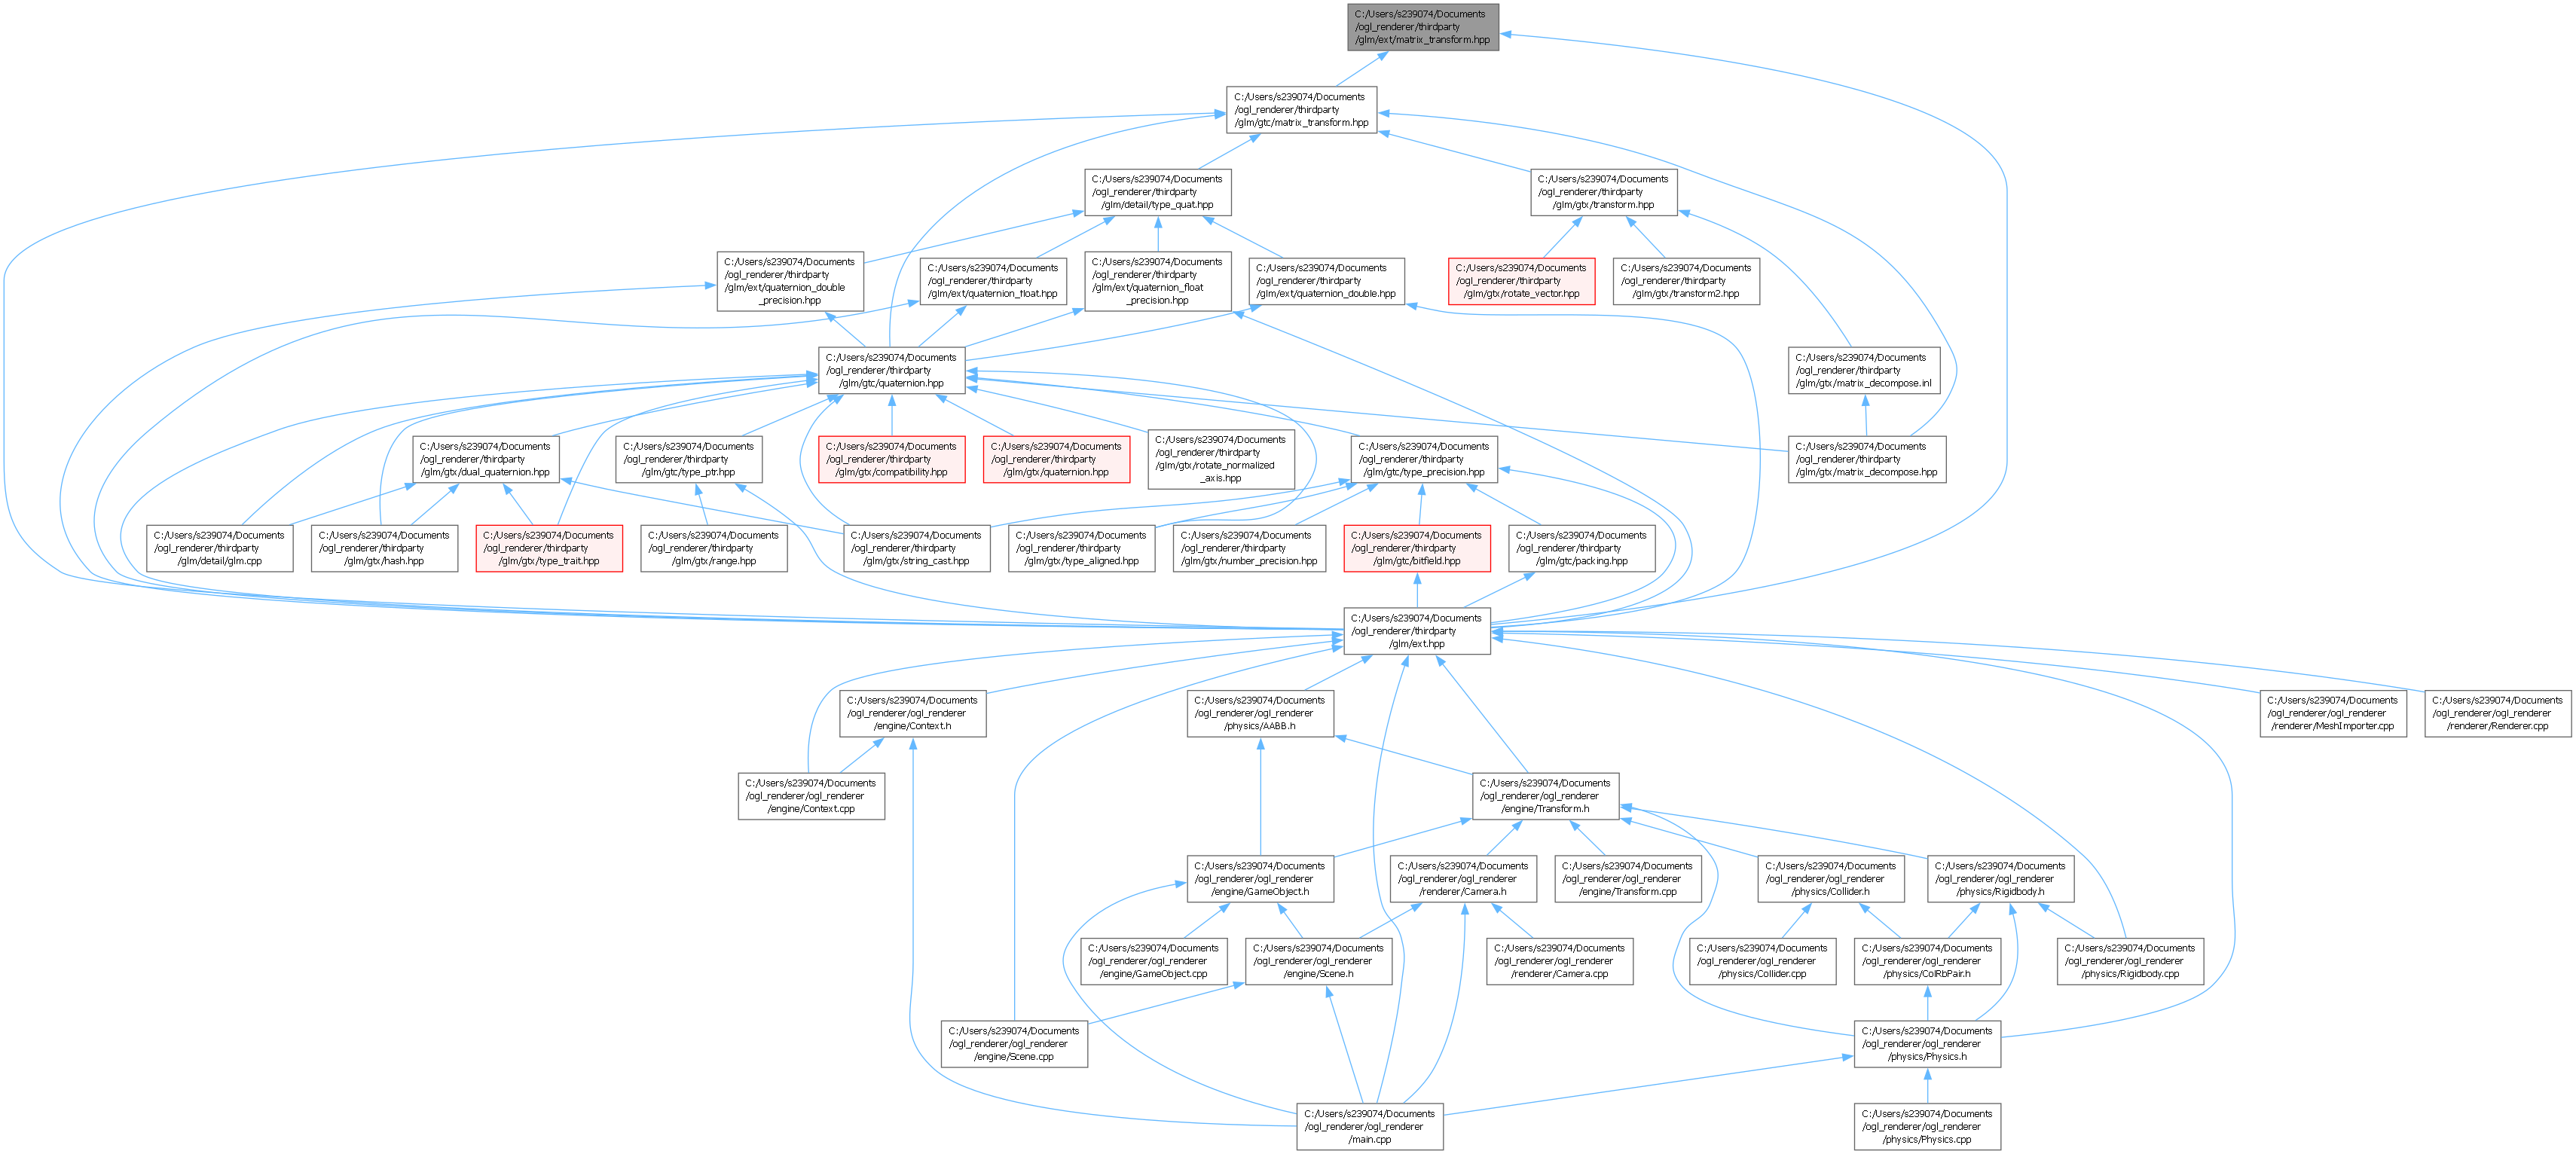 C:/Users/s239074/Documents
/ogl_renderer/thirdparty
/glm/ext/matrix_transform.hpp
C:/Users/s239074/Documents
/ogl_renderer/thirdparty
/glm/gtc/matrix_transform.hpp
C:/Users/s239074/Documents
/ogl_renderer/thirdparty
/glm/detail/type_quat.hpp
C:/Users/s239074/Documents
/ogl_renderer/thirdparty
/glm/gtx/transform.hpp
C:/Users/s239074/Documents
/ogl_renderer/thirdparty
/glm/ext/quaternion_double
_precision.hpp
C:/Users/s239074/Documents
/ogl_renderer/thirdparty
/glm/ext/quaternion_float.hpp
C:/Users/s239074/Documents
/ogl_renderer/thirdparty
/glm/ext/quaternion_float
_precision.hpp
C:/Users/s239074/Documents
/ogl_renderer/thirdparty
/glm/ext/quaternion_double.hpp
C:/Users/s239074/Documents
/ogl_renderer/thirdparty
/glm/gtx/rotate_vector.hpp
C:/Users/s239074/Documents
/ogl_renderer/thirdparty
/glm/gtx/transform2.hpp
C:/Users/s239074/Documents
/ogl_renderer/thirdparty
/glm/gtc/quaternion.hpp
C:/Users/s239074/Documents
/ogl_renderer/thirdparty
/glm/gtx/matrix_decompose.inl
C:/Users/s239074/Documents
/ogl_renderer/thirdparty
/glm/gtx/dual_quaternion.hpp
C:/Users/s239074/Documents
/ogl_renderer/thirdparty
/glm/gtc/type_ptr.hpp
C:/Users/s239074/Documents
/ogl_renderer/thirdparty
/glm/gtx/compatibility.hpp
C:/Users/s239074/Documents
/ogl_renderer/thirdparty
/glm/gtx/quaternion.hpp
C:/Users/s239074/Documents
/ogl_renderer/thirdparty
/glm/gtx/rotate_normalized
_axis.hpp
C:/Users/s239074/Documents
/ogl_renderer/thirdparty
/glm/gtc/type_precision.hpp
C:/Users/s239074/Documents
/ogl_renderer/thirdparty
/glm/gtx/matrix_decompose.hpp
C:/Users/s239074/Documents
/ogl_renderer/thirdparty
/glm/detail/glm.cpp
C:/Users/s239074/Documents
/ogl_renderer/thirdparty
/glm/gtx/hash.hpp
C:/Users/s239074/Documents
/ogl_renderer/thirdparty
/glm/gtx/type_trait.hpp
C:/Users/s239074/Documents
/ogl_renderer/thirdparty
/glm/gtx/range.hpp
C:/Users/s239074/Documents
/ogl_renderer/thirdparty
/glm/gtx/string_cast.hpp
C:/Users/s239074/Documents
/ogl_renderer/thirdparty
/glm/gtx/type_aligned.hpp
C:/Users/s239074/Documents
/ogl_renderer/thirdparty
/glm/gtx/number_precision.hpp
C:/Users/s239074/Documents
/ogl_renderer/thirdparty
/glm/gtc/bitfield.hpp
C:/Users/s239074/Documents
/ogl_renderer/thirdparty
/glm/gtc/packing.hpp
C:/Users/s239074/Documents
/ogl_renderer/thirdparty
/glm/ext.hpp
C:/Users/s239074/Documents
/ogl_renderer/ogl_renderer
/engine/Context.h
C:/Users/s239074/Documents
/ogl_renderer/ogl_renderer
/physics/AABB.h
C:/Users/s239074/Documents
/ogl_renderer/ogl_renderer
/renderer/MeshImporter.cpp
C:/Users/s239074/Documents
/ogl_renderer/ogl_renderer
/renderer/Renderer.cpp
C:/Users/s239074/Documents
/ogl_renderer/ogl_renderer
/engine/Context.cpp
C:/Users/s239074/Documents
/ogl_renderer/ogl_renderer
/engine/Transform.h
C:/Users/s239074/Documents
/ogl_renderer/ogl_renderer
/engine/GameObject.h
C:/Users/s239074/Documents
/ogl_renderer/ogl_renderer
/renderer/Camera.h
C:/Users/s239074/Documents
/ogl_renderer/ogl_renderer
/engine/Transform.cpp
C:/Users/s239074/Documents
/ogl_renderer/ogl_renderer
/physics/Collider.h
C:/Users/s239074/Documents
/ogl_renderer/ogl_renderer
/physics/Rigidbody.h
C:/Users/s239074/Documents
/ogl_renderer/ogl_renderer
/engine/GameObject.cpp
C:/Users/s239074/Documents
/ogl_renderer/ogl_renderer
/engine/Scene.h
C:/Users/s239074/Documents
/ogl_renderer/ogl_renderer
/renderer/Camera.cpp
C:/Users/s239074/Documents
/ogl_renderer/ogl_renderer
/physics/Collider.cpp
C:/Users/s239074/Documents
/ogl_renderer/ogl_renderer
/physics/ColRbPair.h
C:/Users/s239074/Documents
/ogl_renderer/ogl_renderer
/physics/Rigidbody.cpp
C:/Users/s239074/Documents
/ogl_renderer/ogl_renderer
/engine/Scene.cpp
C:/Users/s239074/Documents
/ogl_renderer/ogl_renderer
/physics/Physics.h
C:/Users/s239074/Documents
/ogl_renderer/ogl_renderer
/main.cpp
C:/Users/s239074/Documents
/ogl_renderer/ogl_renderer
/physics/Physics.cpp